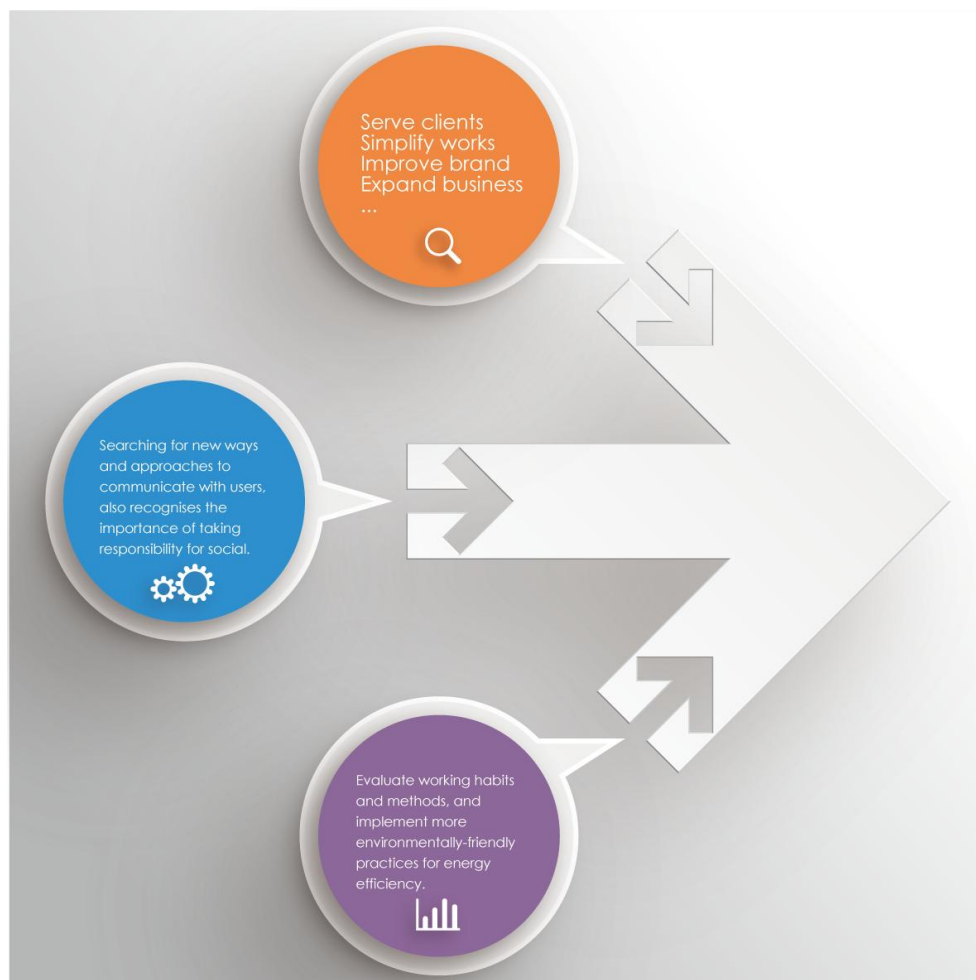 Serve clients
Simplify works
Improve brand
Expand business
...
Searching for new ways
and approaches to
communicate with users,
also recognises the
importance of taking
responsibility for social.
Evaluate working habits
and methods, and
implement more
environmentally-friendly
practices for energy
efficiency.